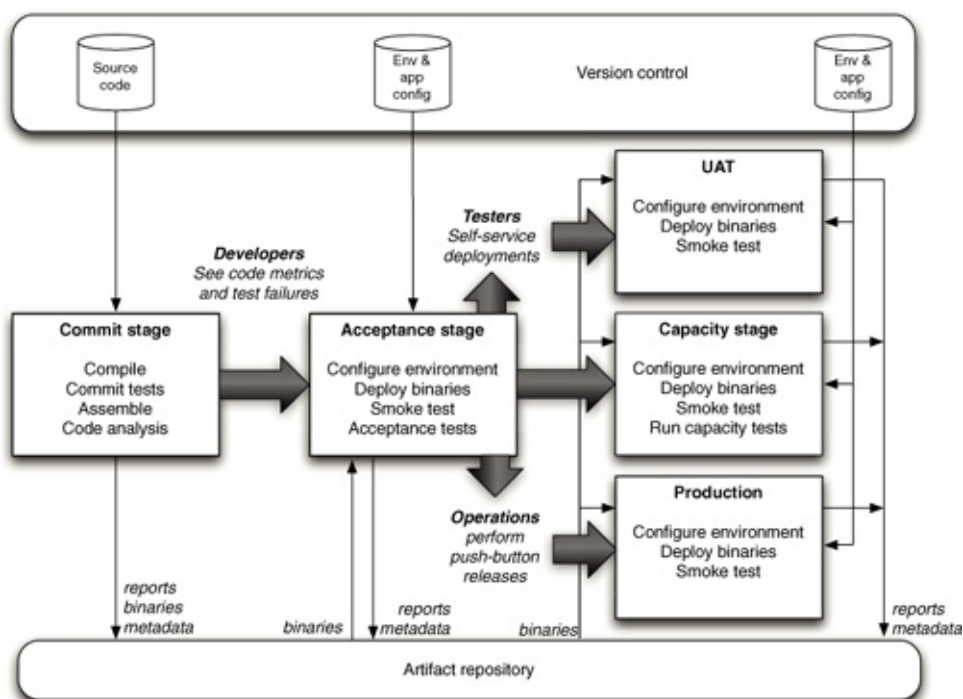 Source
code
Env &
app
config
Version control
Env &
app
config
UAT
Configure environment
Deploy binaries
Smoke test
Testers
Self-service
deployments
Developers
See code metrics
and test failures
Commit stage
Compile
Commit tests
Assemble
Code analysis
Acceptance stage
Configure environment
Deploy binaries
Smoke test
Acceptance tests
Capacity stage
Configure environment
Deploy binaries
Smoke test
Run capacity tests
Operations
perform
push-button
releases
Production
Configure environment
Deploy binaries
Smoke test
reports
binaries
metadata
binaries
reports
metadata
binaries
reports
metadata
Artifact repository